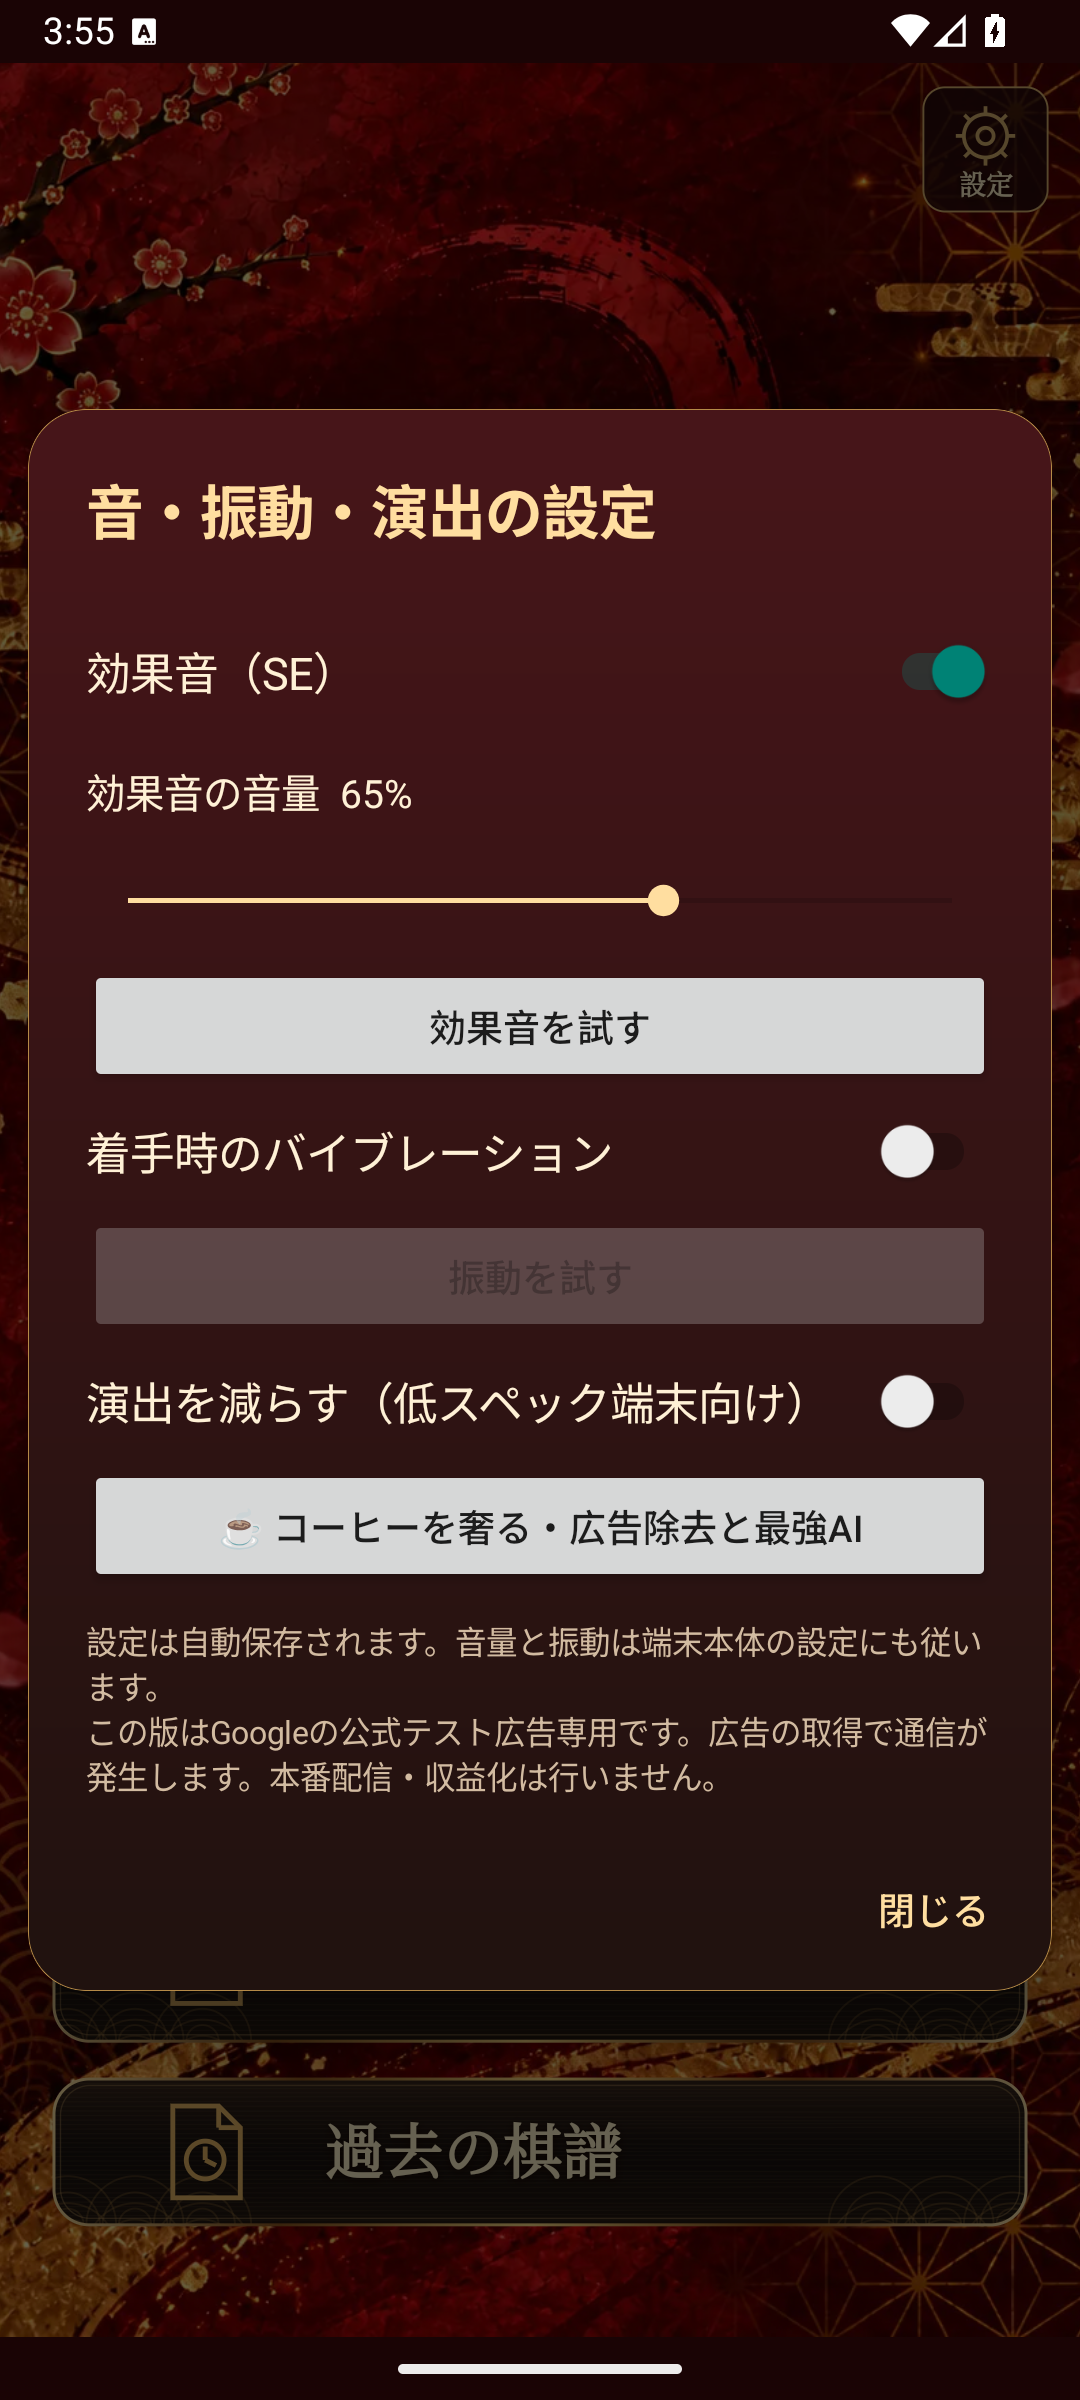 3:55
設定
音・振動・演出の設定
効果音（SE）
効果音の音量 65%
効果音を試す
着手時のバイブレーション
振動を試す
演出を減らす（低スペック端末向け）
☕ コーヒーを奢る・広告除去と最強AI
設定は自動保存されます。音量と振動は端末本体の設定にも従い
ます。
この版はGoogleの公式テスト広告専用です。広告の取得で通信が
発生します。本番配信・収益化は行いません。
閉じる
過去の棋譜